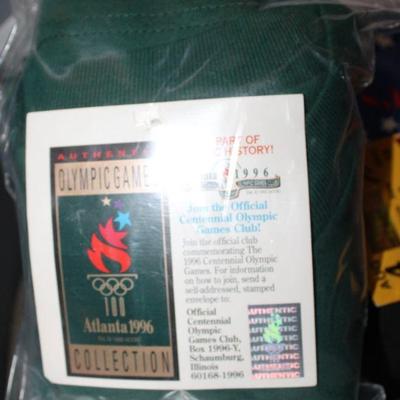 AUTHENTIC
OLYMPIC GAMES
100
Atlanta 1996
COLLECTION
PART OF
HISTORY!
1996
Join the Official
Centennial Olympic
Games Club!
Join the official club
commemorating The
1996 Centennial Olympic
Games. For information
on how to join, send a
self-addressed, stamped
envelope to:
Official
Centennial
Olympic
Games Club,
Box 1996-Y,
Schaumburg,
Illinois
60168-1996
AUTHENTIC
AUTHENTIC